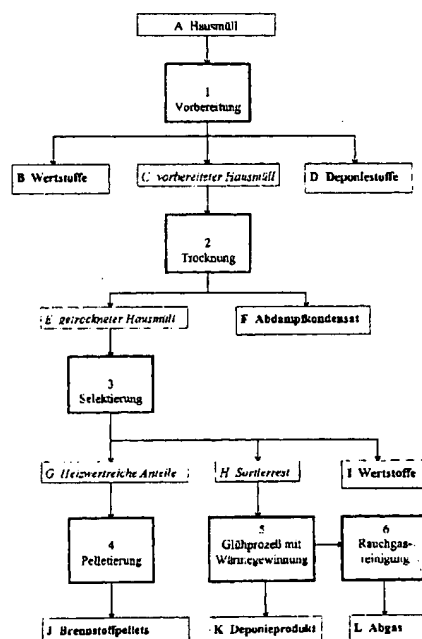 A Hausmüll
1
Vorbereitung
B Wertstoffe
C vorbereiteter Hausmüll
D Deponiestoffe
2
Trocknung
E getrockneter Hausmüll
F Abdampfkondensat
3
Selektierung
G Heizwertreiche Anteile
H Sortierrest
I Wertstoffe
4
Pelletierung
5
Glühprozeß mit
Wärmegewinnung
6
Rauchgas-
reinigung
J Brennstoffpellets
K Deponieprodukt
L Abgas